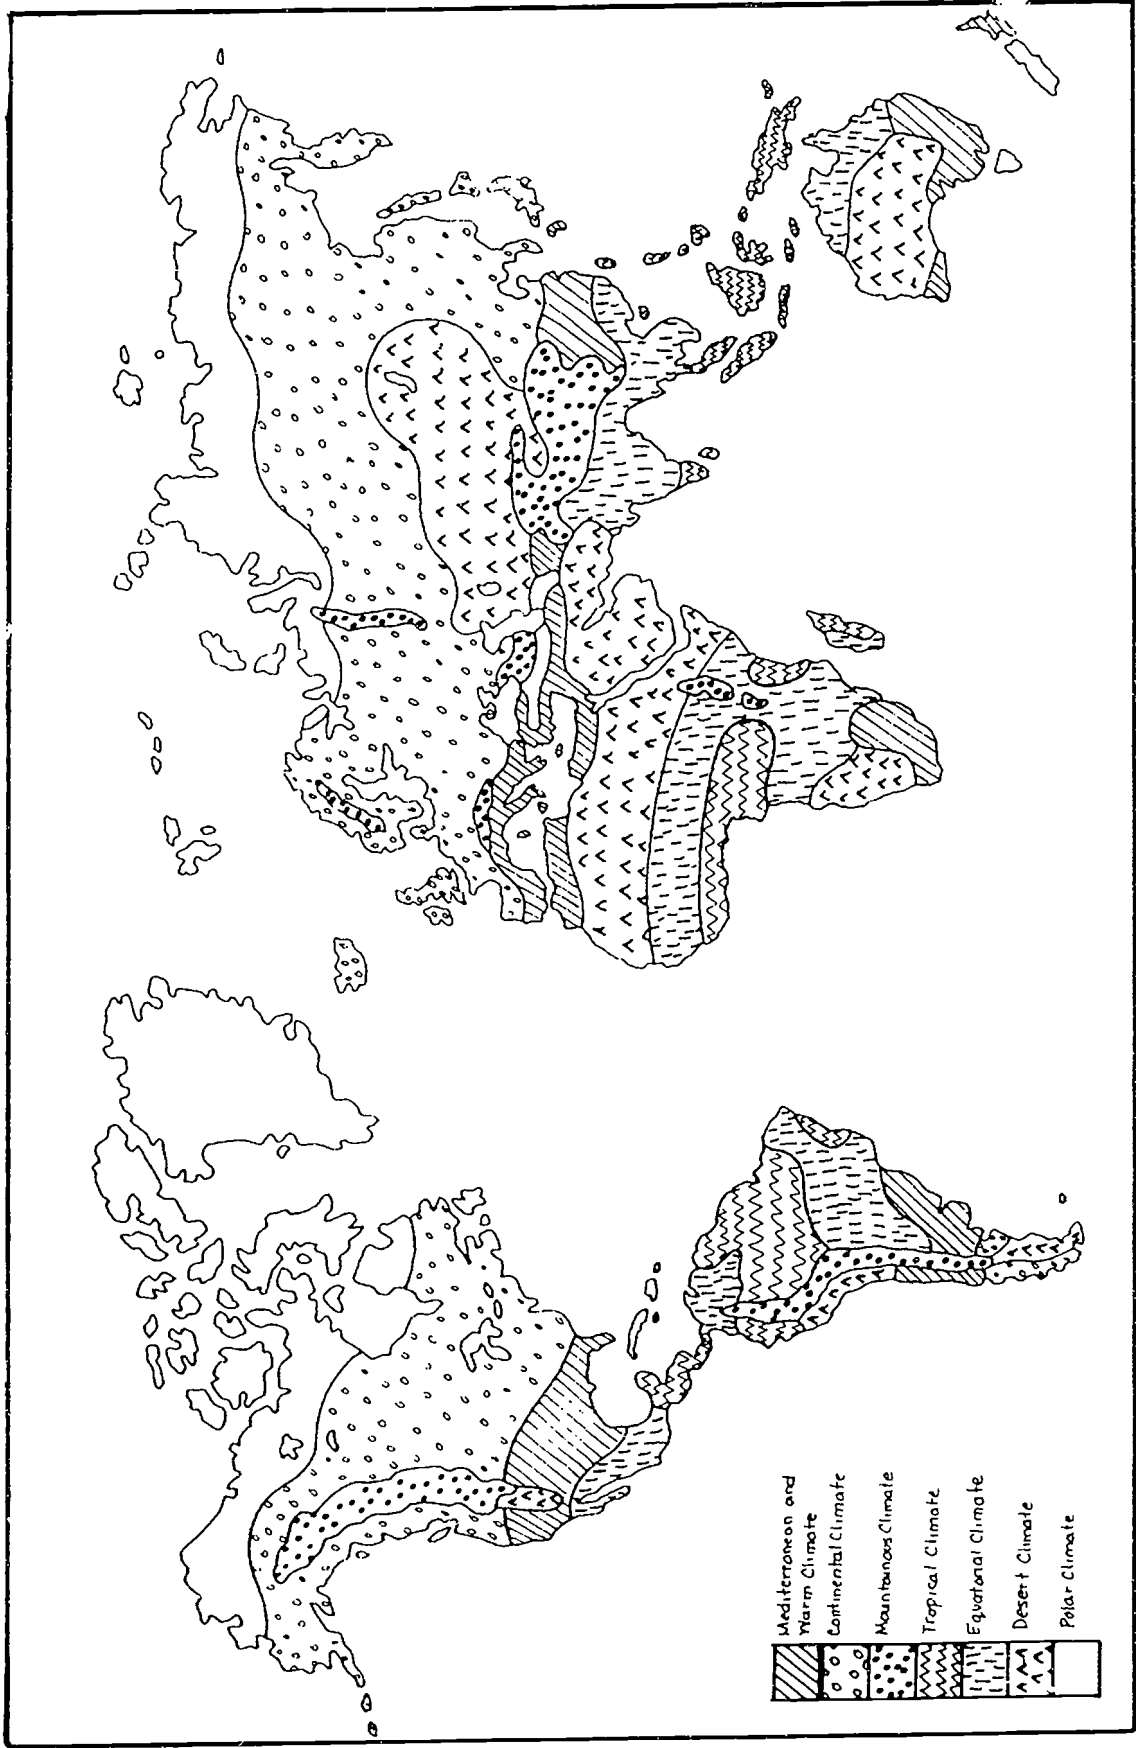 Mediterranean and
Warm Climate
Continental Climate
Mountainous Climate
Tropical Climate
Equatorial Climate
Desert Climate
Polar Climate